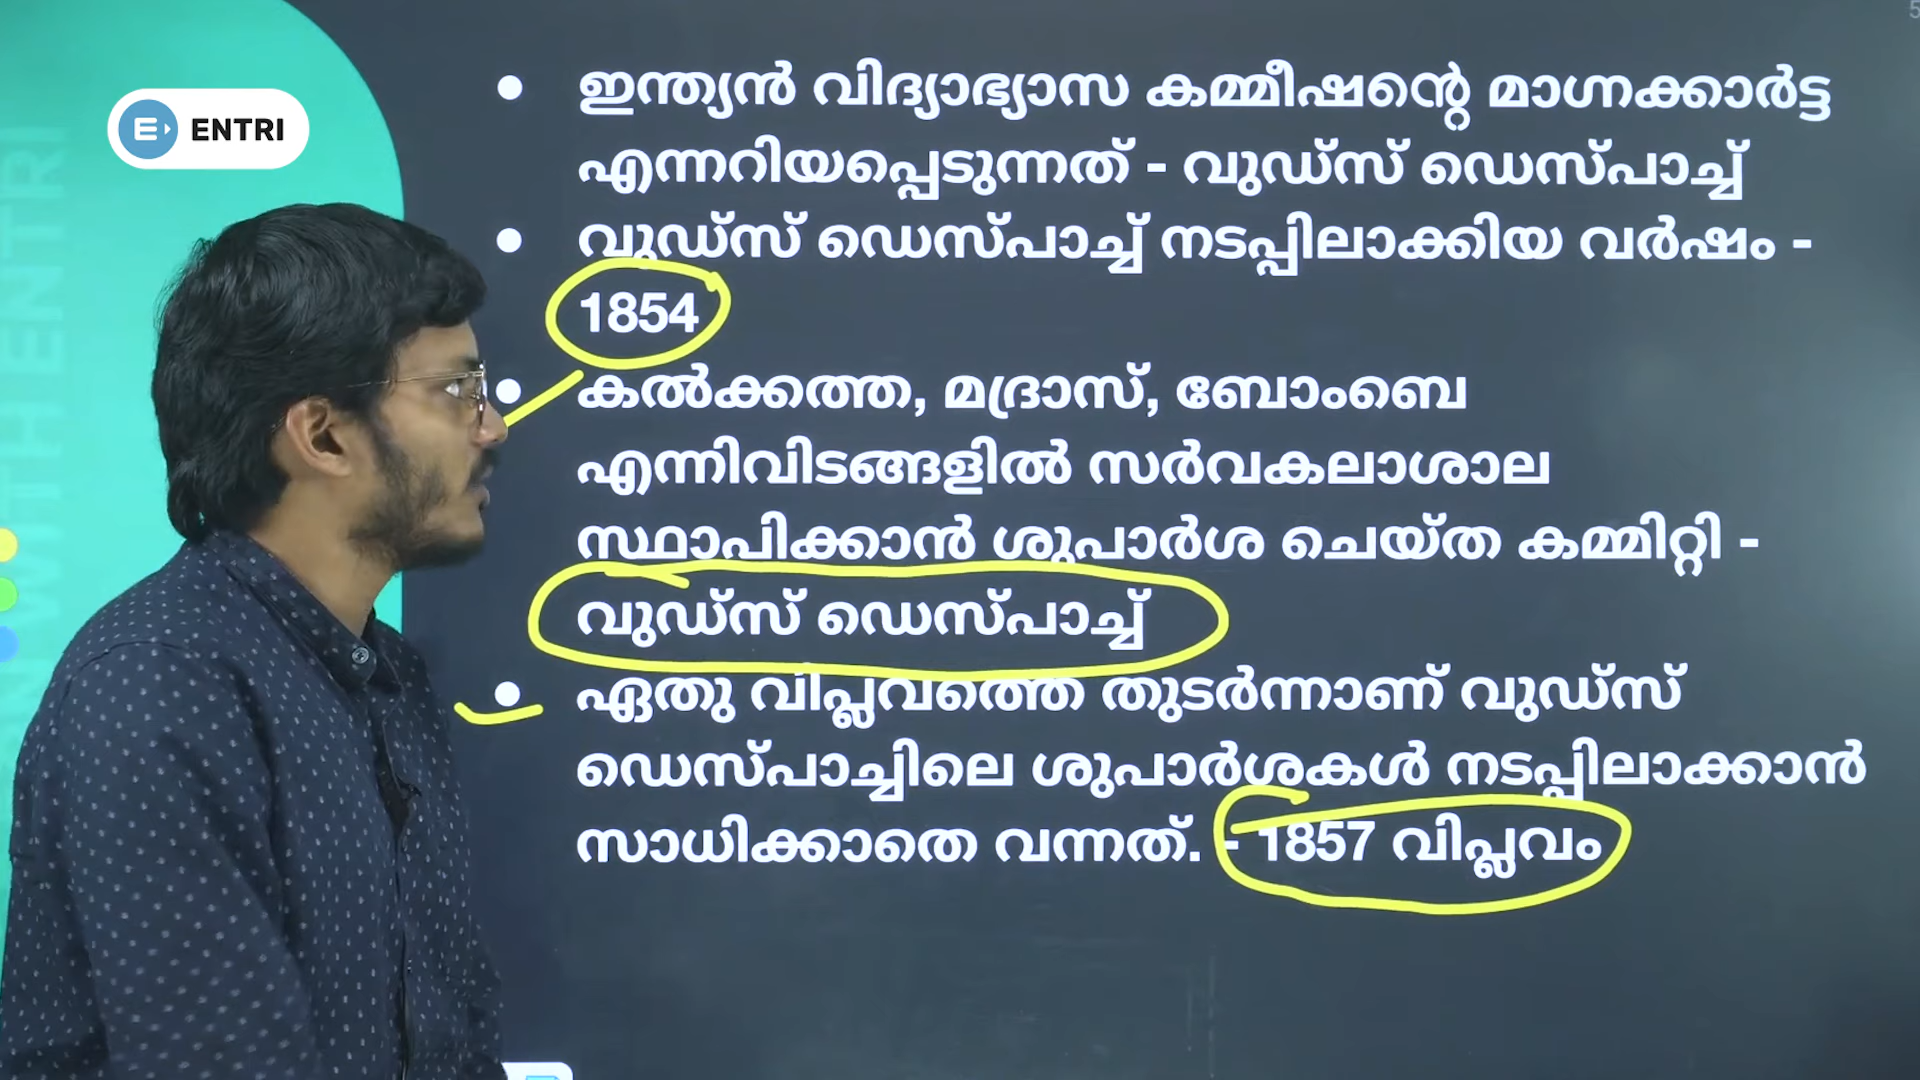 ENTRI
ഇന്ത്യൻ വിദ്യാഭ്യാസ കമ്മീഷന്റെ മാഗ്നക്കാർട്ട
എന്നറിയപ്പെടുന്നത് - വുഡ്സ് ഡെസ്പാച്ച്
വുഡ്സ് ഡെസ്പാച്ച് നടപ്പിലാക്കിയ വർഷം -
1854
കൽക്കത്ത, മദ്രാസ്, ബോംബെ
എന്നിവിടങ്ങളിൽ സർവകലാശാല
സ്ഥാപിക്കാൻ ശുപാർശ ചെയ്ത കമ്മിറ്റി -
വുഡ്സ് ഡെസ്പാച്ച്
ഏതു വിപ്ലവത്തെ തുടർന്നാണ് വുഡ്സ്
ഡെസ്പാച്ചിലെ ശുപാർശകൾ നടപ്പിലാക്കാൻ
സാധിക്കാതെ വന്നത്. - 1857 വിപ്ലവം